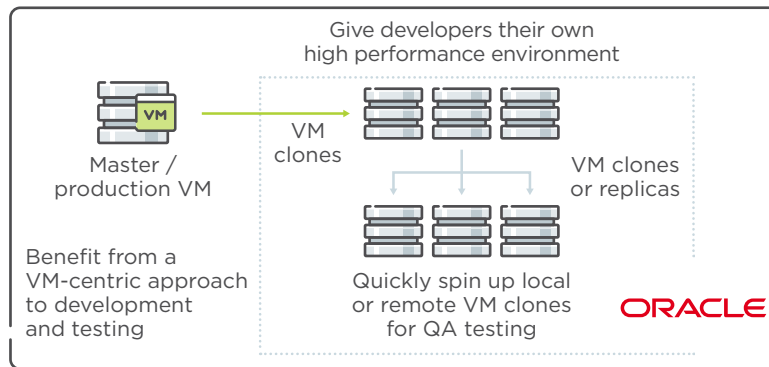 Give developers their own
high performance environment
VM
VM
clones
Master /
production VM
VM clones
or replicas
Benefit from a
VM-centric approach
to development
and testing
Quickly spin up local
or remote VM clones
for QA testing
ORACLE